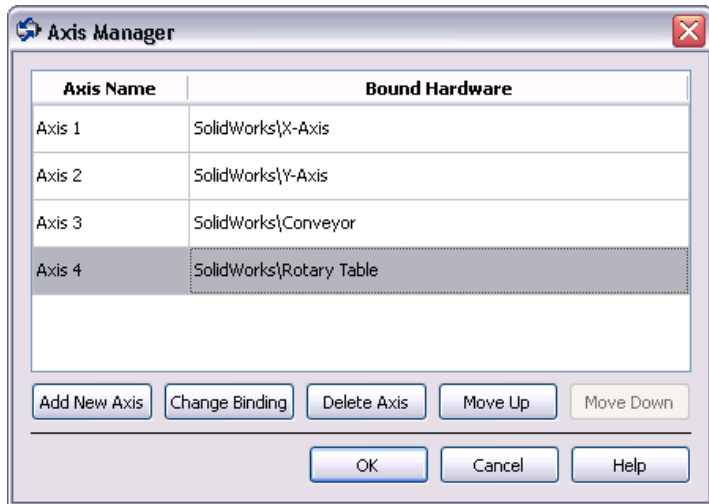 Axis Manager
Axis Name Bound Hardware
Axis 1 SolidWorks\X-Axis
Axis 2 SolidWorks\Y-Axis
Axis 3 SolidWorks\Conveyor
Axis 4 SolidWorks\Rotary Table
Add New Axis Change Binding Delete Axis Move Up Move Down
OK Cancel Help